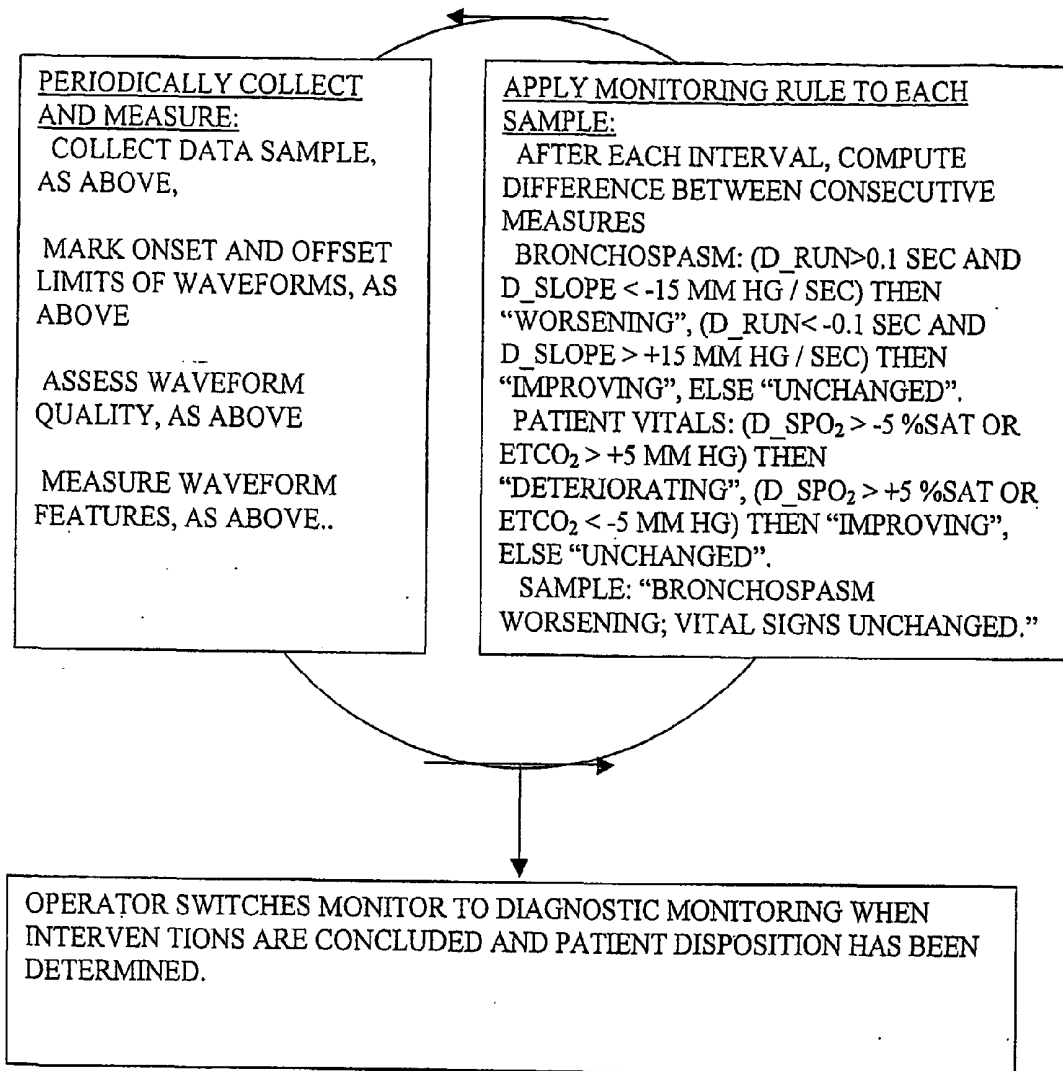 PERIODICALLY COLLECT
AND MEASURE:
COLLECT DATA SAMPLE,
AS ABOVE,
MARK ONSET AND OFFSET
LIMITS OF WAVEFORMS, AS
ABOVE
ASSESS WAVEFORM
QUALITY, AS ABOVE
MEASURE WAVEFORM
FEATURES, AS ABOVE..
APPLY MONITORING RULE TO EACH
SAMPLE:
AFTER EACH INTERVAL, COMPUTE
DIFFERENCE BETWEEN CONSECUTIVE
MEASURES
BRONCHOSPASM: (D_RUN>0.1 SEC AND
D_SLOPE < -15 MM HG / SEC) THEN
“WORSENING”, (D_RUN< -0.1 SEC AND
D_SLOPE > +15 MM HG / SEC) THEN
“IMPROVING”, ELSE “UNCHANGED”.
PATIENT VITALS: (D_SPO₂ > -5 %SAT OR
ETCO₂ > +5 MM HG) THEN
“DETERIORATING”, (D_SPO₂ > +5 %SAT OR
ETCO₂ < -5 MM HG) THEN “IMPROVING”,
ELSE “UNCHANGED”.
SAMPLE: “BRONCHOSPASM
WORSENING; VITAL SIGNS UNCHANGED.”
OPERATOR SWITCHES MONITOR TO DIAGNOSTIC MONITORING WHEN
INTERVEN TIONS ARE CONCLUDED AND PATIENT DISPOSITION HAS BEEN
DETERMINED.